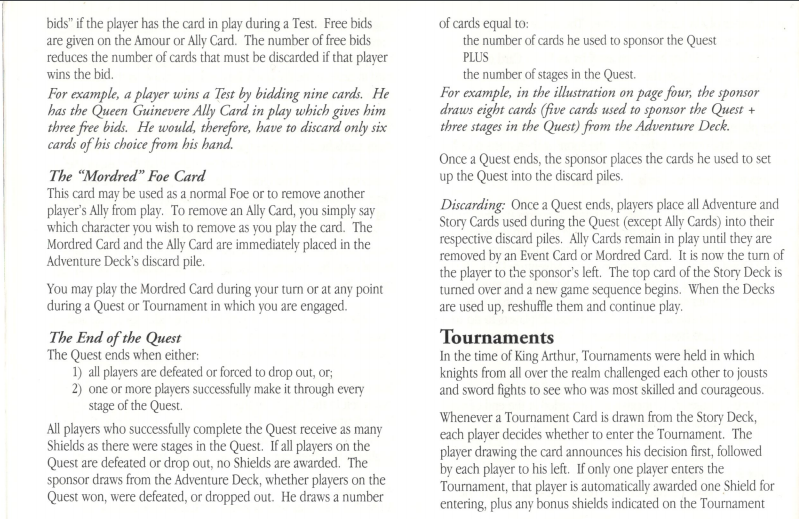 bids" if the player has the card in play during a Test. Free bids
are given on the Amour or Ally Card. The number of free bids
reduces the number of cards that must be discarded if that player
wins the bid.
For example, a player wins a Test by bidding nine cards. He
has the Queen Guinevere Ally Card in play which gives him
three free bids. He would, therefore, have to discard only six
cards of his choice from his hand.
The "Mordred" Foe Card
This card may be used as a normal Foe or to remove another
player's Ally from play. To remove an Ally Card, you simply say
which character you wish to remove as you play the card. The
Mordred Card and the Ally Card are immediately placed in the
Adventure Deck's discard pile.
You may play the Mordred Card during your turn or at any point
during a Quest or Tournament in which you are engaged.
The End of the Quest
The Quest ends when either:
1) all players are defeated or forced to drop out, or;
2) one or more players successfully make it through every
stage of the Quest.
All players who successfully complete the Quest receive as many
Shields as there were stages in the Quest. If all players on the
Quest are defeated or drop out, no Shields are awarded. The
sponsor draws from the Adventure Deck, whether players on the
Quest won, were defeated, or dropped out. He draws a number
of cards equal to:
the number of cards he used to sponsor the Quest
PLUS
the number of stages in the Quest.
For example, in the illustration on page four, the sponsor
draws eight cards (five cards used to sponsor the Quest +
three stages in the Quest) from the Adventure Deck.
Once a Quest ends, the sponsor places the cards he used to set
up the Quest into the discard piles.
Discarding: Once a Quest ends, players place all Adventure and
Story Cards used during the Quest (except Ally Cards) into their
respective discard piles. Ally Cards remain in play until they are
removed by an Event Card or Mordred Card. It is now the turn of
the player to the sponsor's left. The top card of the Story Deck is
turned over and a new game sequence begins. When the Decks
are used up, reshuffle them and continue play.
Tournaments
In the time of King Arthur, Tournaments were held in which
knights from all over the realm challenged each other to jousts
and sword fights to see who was most skilled and courageous.
Whenever a Tournament Card is drawn from the Story Deck,
each player decides whether to enter the Tournament. The
player drawing the card announces his decision first, followed
by each player to his left. If only one player enters the
Tournament, that player is automatically awarded one Shield for
entering, plus any bonus shields indicated on the Tournament